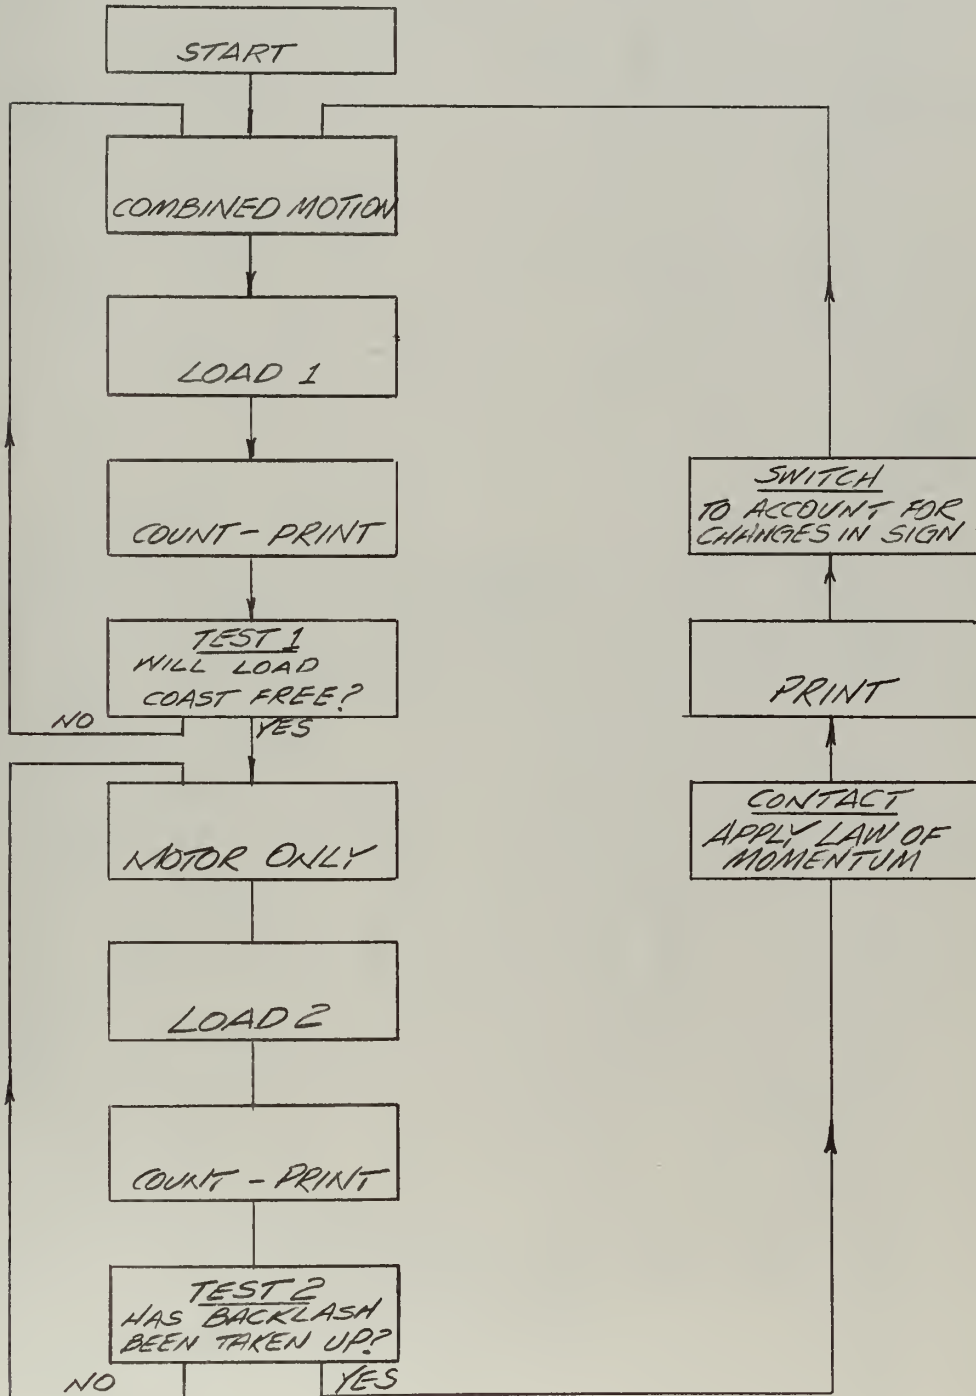 START
COMBINED MOTION
LOAD 1
COUNT - PRINT
TEST 1
WILL LOAD
COAST FREE?
NO
YES
MOTOR ONLY
LOAD 2
COUNT - PRINT
TEST 2
HAS BACKLASH
BEEN TAKEN UP?
NO
YES
CONTACT
APPLY LAW OF
MOMENTUM
PRINT
SWITCH
TO ACCOUNT FOR
CHANGES IN SIGN